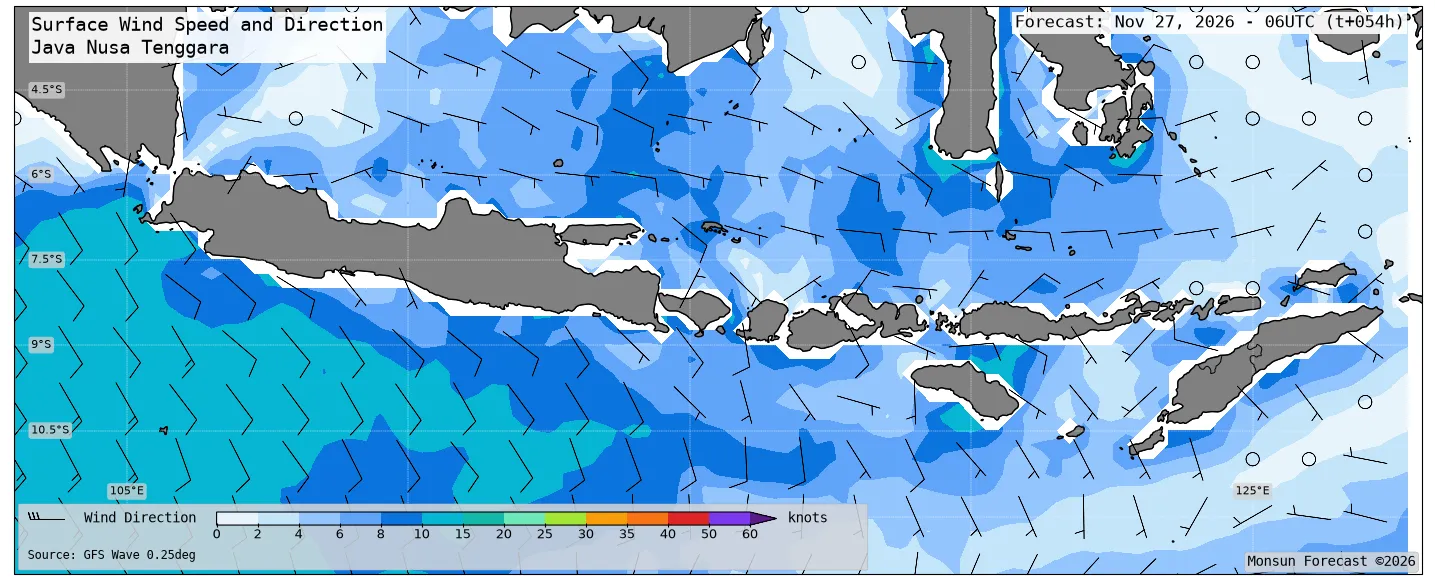 Surface Wind Speed and Direction
Java Nusa Tenggara
Forecast: Nov 27, 2026 - 06UTC (t+054h)
4.5°S
6°S
7.5°S
9°S
10.5°S
105°E
125°E
Wind Direction
0 2 4 6 8 10 15 20 25 30 35 40 50 60
knots
Source: GFS Wave 0.25deg
Monsun Forecast ©2026